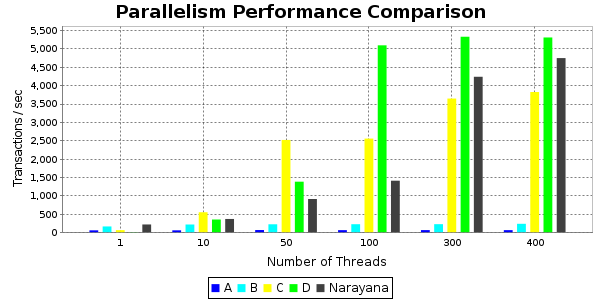 Parallelism Performance Comparison
Transactions / sec
5,500
5,000
4,500
4,000
3,500
3,000
2,500
2,000
1,500
1,000
500
0
1 10 50 100 300 400
Number of Threads
A B C D Narayana